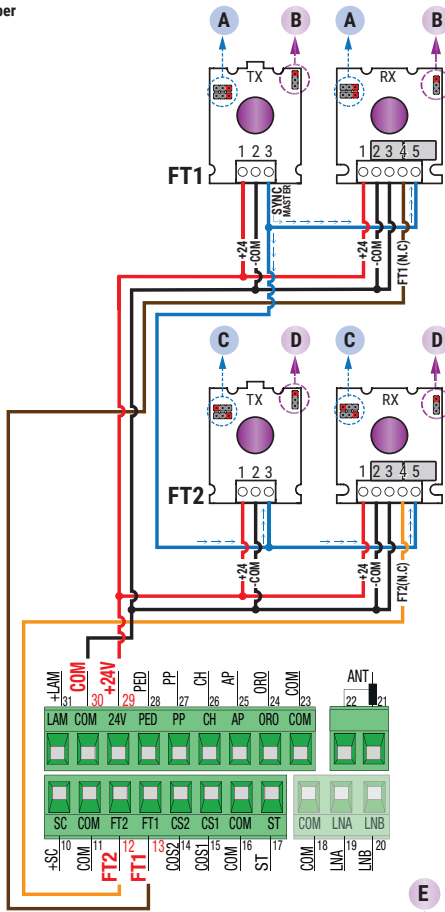 per
A B A B
TX RX
1 2 3 1 2 3 4 5
FT1
SYNC
MASTER
+24 -COM +24 -COM FT1(N.C)
C D C D
TX RX
1 2 3 1 2 3 4 5
FT2
+24 -COM +24 -COM FT2(N.C)
+LAM COM +24V PED PP CH AP ORO COM ANT
31 30 29 28 27 26 25 24 23 22 21
LAM COM 24V PED PP CH AP ORO COM
SC COM FT2 FT1 CS2 CS1 COM ST COM LNA LNB
10 11 12 13 14 15 16 17 18 19 20
+SC COM FT2 FT1 COS2 COS1 COM ST COM LNA LNB
E